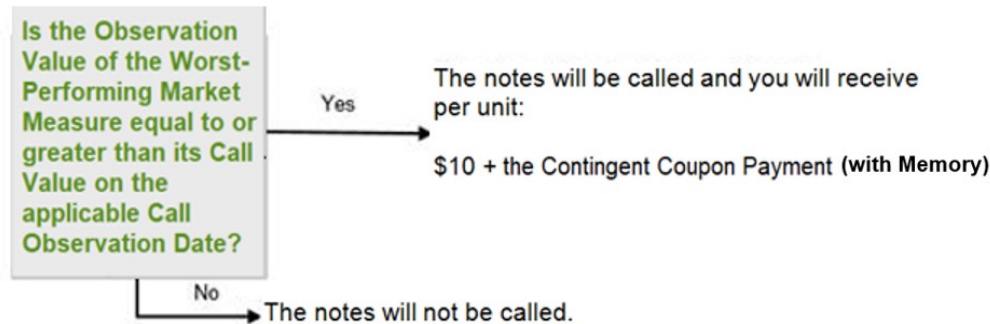 Is the Observation
Value of the Worst-
Performing Market
Measure equal to or
greater than its Call
Value on the
applicable Call
Observation Date?
Yes
The notes will be called and you will receive
per unit:
$10 + the Contingent Coupon Payment (with Memory)
No
The notes will not be called.